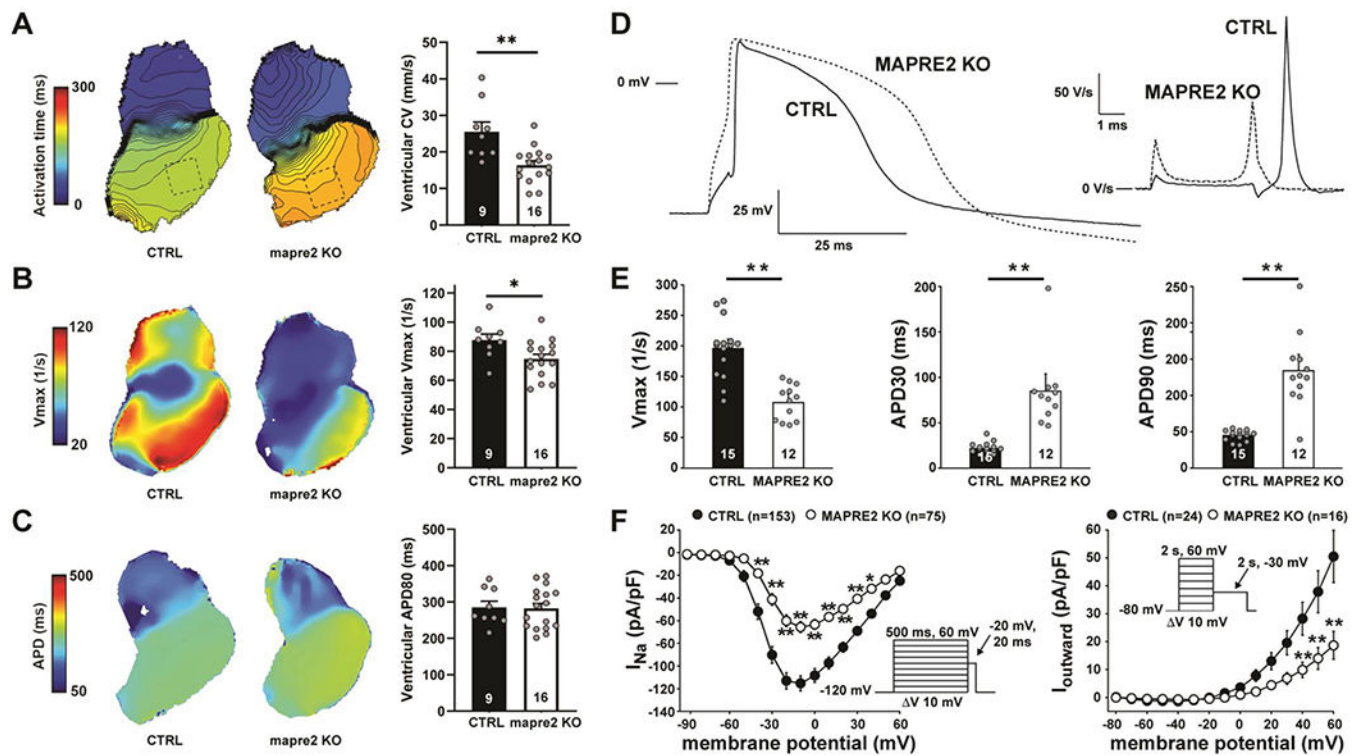 A
Activation time (ms)
300
0
CTRL
mapre2 KO
Ventricular CV (mm/s)
50
40
30
20
10
0
**
9
16
CTRL
mapre2 KO
B
Vmax (1/s)
120
20
CTRL
mapre2 KO
Ventricular Vmax (1/s)
120
100
80
60
40
20
0
*
9
16
CTRL
mapre2 KO
C
APD (ms)
500
50
CTRL
mapre2 KO
Ventricular APD80 (ms)
500
400
300
200
100
0
9
16
CTRL
mapre2 KO
D
0 mV
MAPRE2 KO
CTRL
25 mV
25 ms
CTRL
50 V/s
1 ms
MAPRE2 KO
0 V/s
E
Vmax (1/s)
300
250
200
150
100
50
0
**
15
12
CTRL
MAPRE2 KO
APD30 (ms)
200
150
100
50
0
**
15
12
CTRL
MAPRE2 KO
APD90 (ms)
250
200
200
200
50
0
**
15
12
CTRL
MAPRE2 KO
F
CTRL (n=153)
MAPRE2 KO (n=75)
INa (pA/pF)
0
-20
-40
-60
-80
-100
-120
-140
** ** ** ** ** ** ** ** ** *
500 ms, 60 mV
-20 mV,
20 ms
-120 mV
ΔV 10 mV
-90
-60
-30
0
30
60
membrane potential (mV)
CTRL (n=24)
MAPRE2 KO (n=16)
Ioutward (pA/pF)
60
50
40
30
20
10
0
2 s, 60 mV
2 s, -30 mV
-80 mV
ΔV 10 mV
** ** **
-80
-60
-40
-20
0
20
40
60
membrane potential (mV)